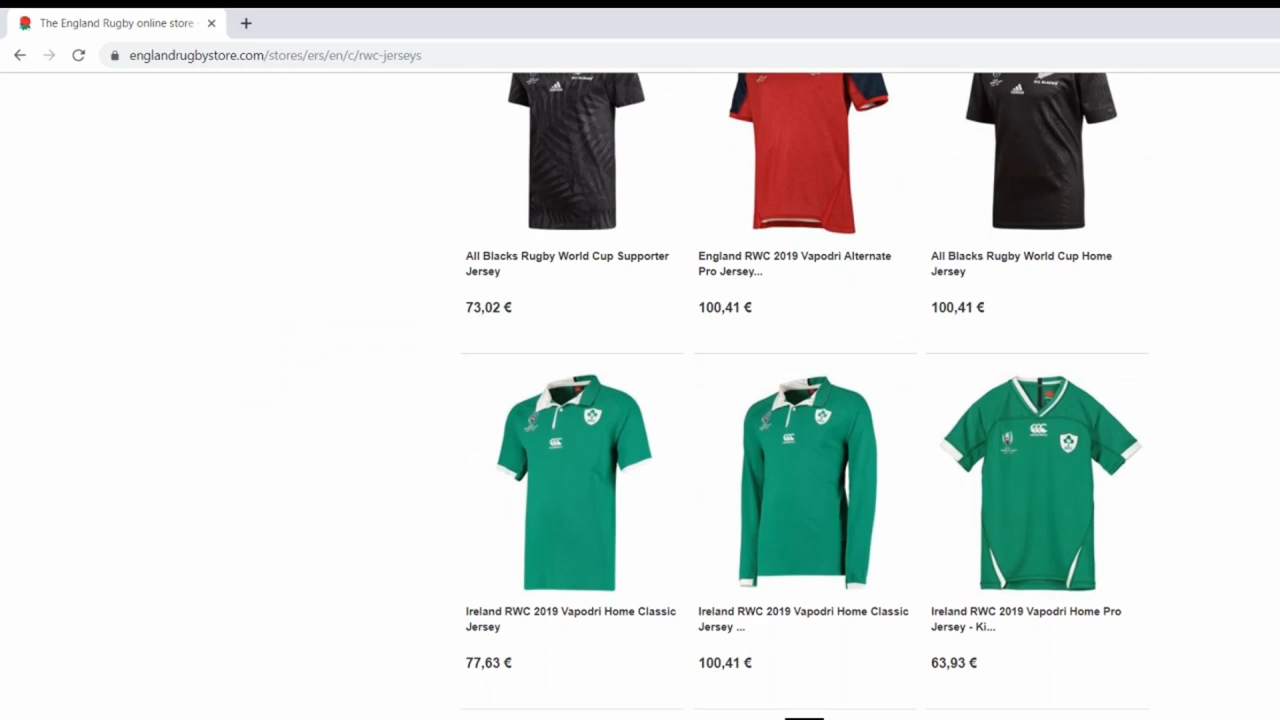 The England Rugby online store
englandrugbystore.com/stores/ers/en/c/rwc-jerseys
All Blacks Rugby World Cup Supporter
Jersey
73,02 €
England RWC 2019 Vapodri Alternate
Pro Jersey...
100,41 €
All Blacks Rugby World Cup Home
Jersey
100,41 €
Ireland RWC 2019 Vapodri Home Classic
Jersey
77,63 €
Ireland RWC 2019 Vapodri Home Classic
Jersey ...
100,41 €
Ireland RWC 2019 Vapodri Home Pro
Jersey - Ki...
63,93 €